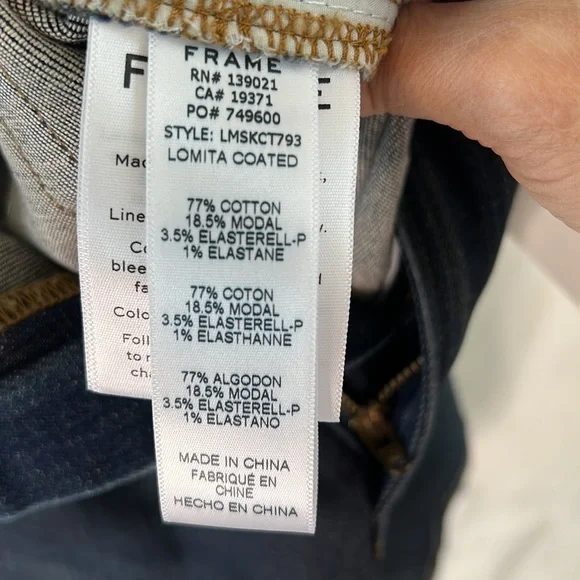 FRAME
RN# 139021
CA# 19371
PO# 749600
STYLE: LMSKCT793
LOMITA COATED
77% COTTON
18.5% MODAL
3.5% ELASTERELL-P
1% ELASTANE
77% COTON
18.5% MODAL
3.5% ELASTERELL-P
1% ELASTHANNE
77% ALGODON
18.5% MODAL
3.5% ELASTERELL-P
1% ELASTANO
MADE IN CHINA
FABRIQUÉ EN
CHINE
HECHO EN CHINA